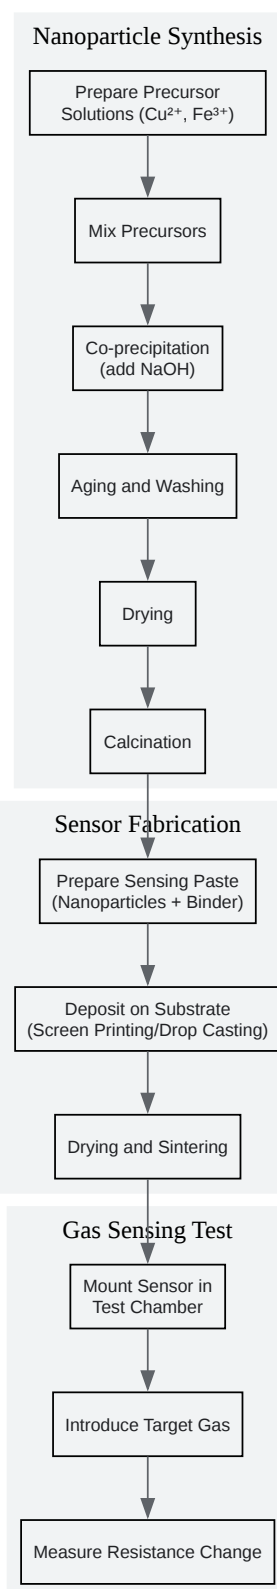 Nanoparticle Synthesis
Prepare Precursor
Solutions (Cu²⁺, Fe³⁺)
Mix Precursors
Co-precipitation
(add NaOH)
Aging and Washing
Drying
Calcination
Sensor Fabrication
Prepare Sensing Paste
(Nanoparticles + Binder)
Deposit on Substrate
(Screen Printing/Drop Casting)
Drying and Sintering
Gas Sensing Test
Mount Sensor in
Test Chamber
Introduce Target Gas
Measure Resistance Change